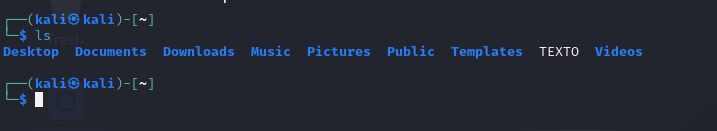 ┌──(kali㉿kali)-[~]
└─$ ls
Desktop Documents Downloads Music Pictures Public Templates TEXTO Videos
┌──(kali㉿kali)-[~]
└─$